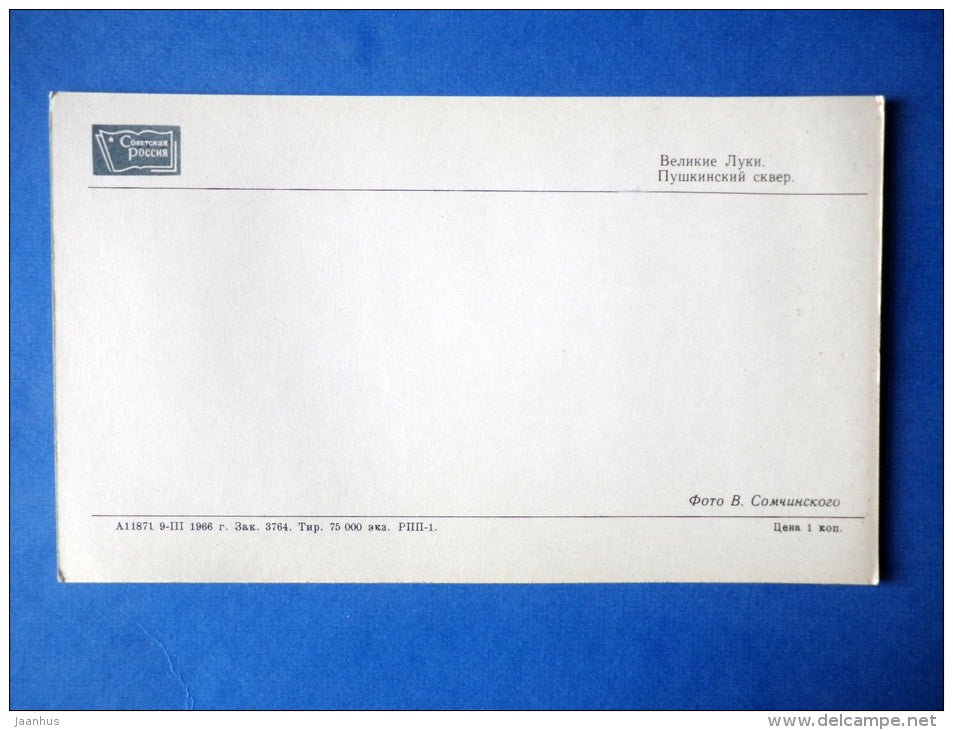 Советская
Россия
Великие Луки.
Пушкинский сквер.
Фото В. Сомчинского
А11871 9-III 1966 г. Зак. 3764. Тир. 75 000 экз. РПП-1.
Цена 1 коп.
jaanhus
www.delcampe.net